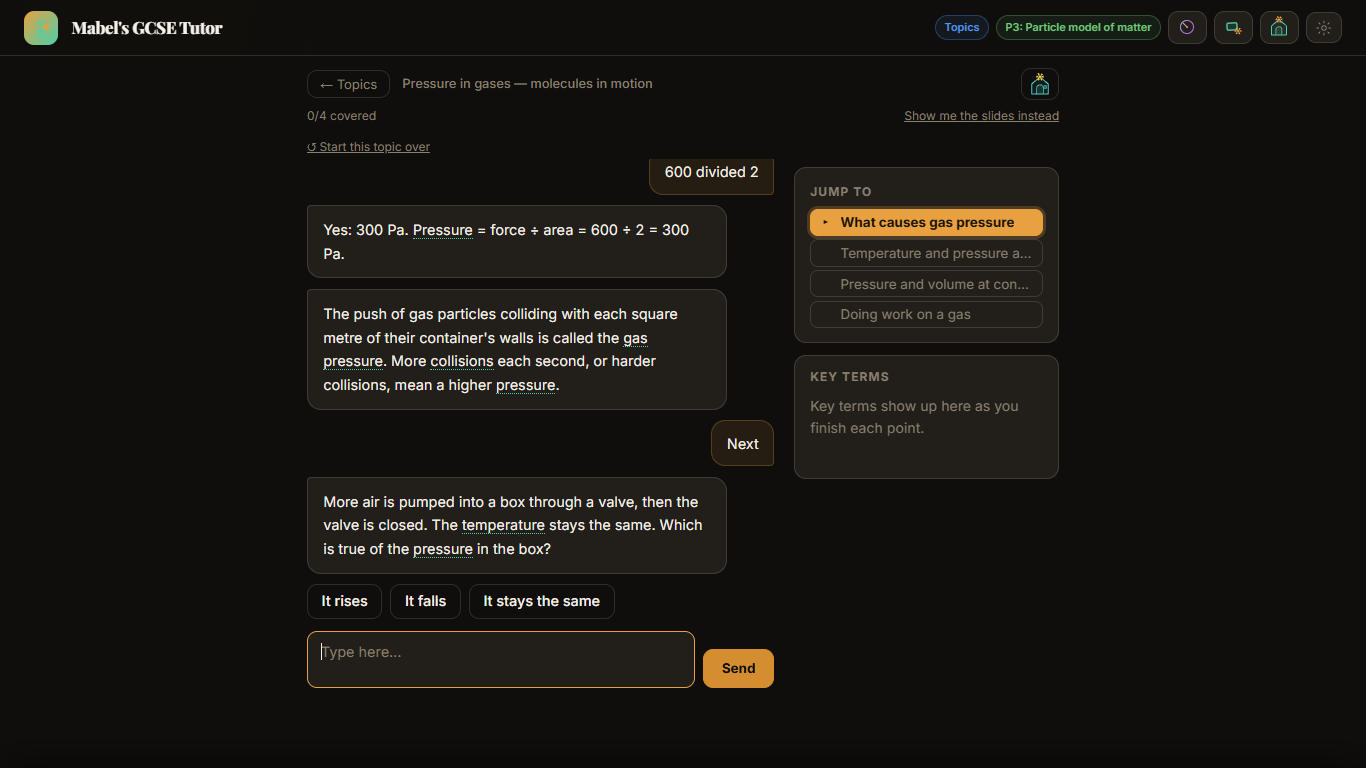 Mabel's GCSE Tutor
Topics
P3: Particle model of matter
← Topics
Pressure in gases — molecules in motion
0/4 covered
Show me the slides instead
↺ Start this topic over
600 divided 2
Yes: 300 Pa. Pressure = force ÷ area = 600 ÷ 2 = 300
Pa.
The push of gas particles colliding with each square
metre of their container's walls is called the gas
pressure. More collisions each second, or harder
collisions, mean a higher pressure.
Next
More air is pumped into a box through a valve, then the
valve is closed. The temperature stays the same. Which
is true of the pressure in the box?
It rises
It falls
It stays the same
Type here...
Send
JUMP TO
What causes gas pressure
Temperature and pressure a...
Pressure and volume at con...
Doing work on a gas
KEY TERMS
Key terms show up here as you
finish each point.